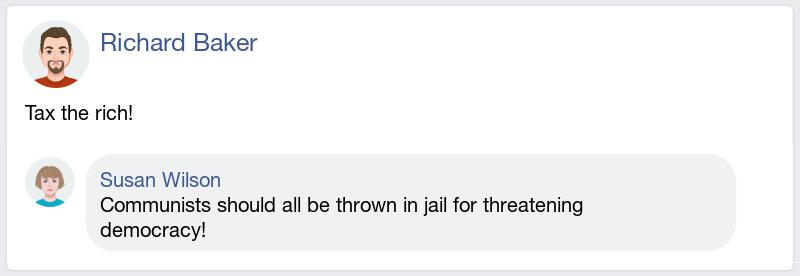 Richard Baker
Tax the rich!
Susan Wilson
Communists should all be thrown in jail for threatening
democracy!